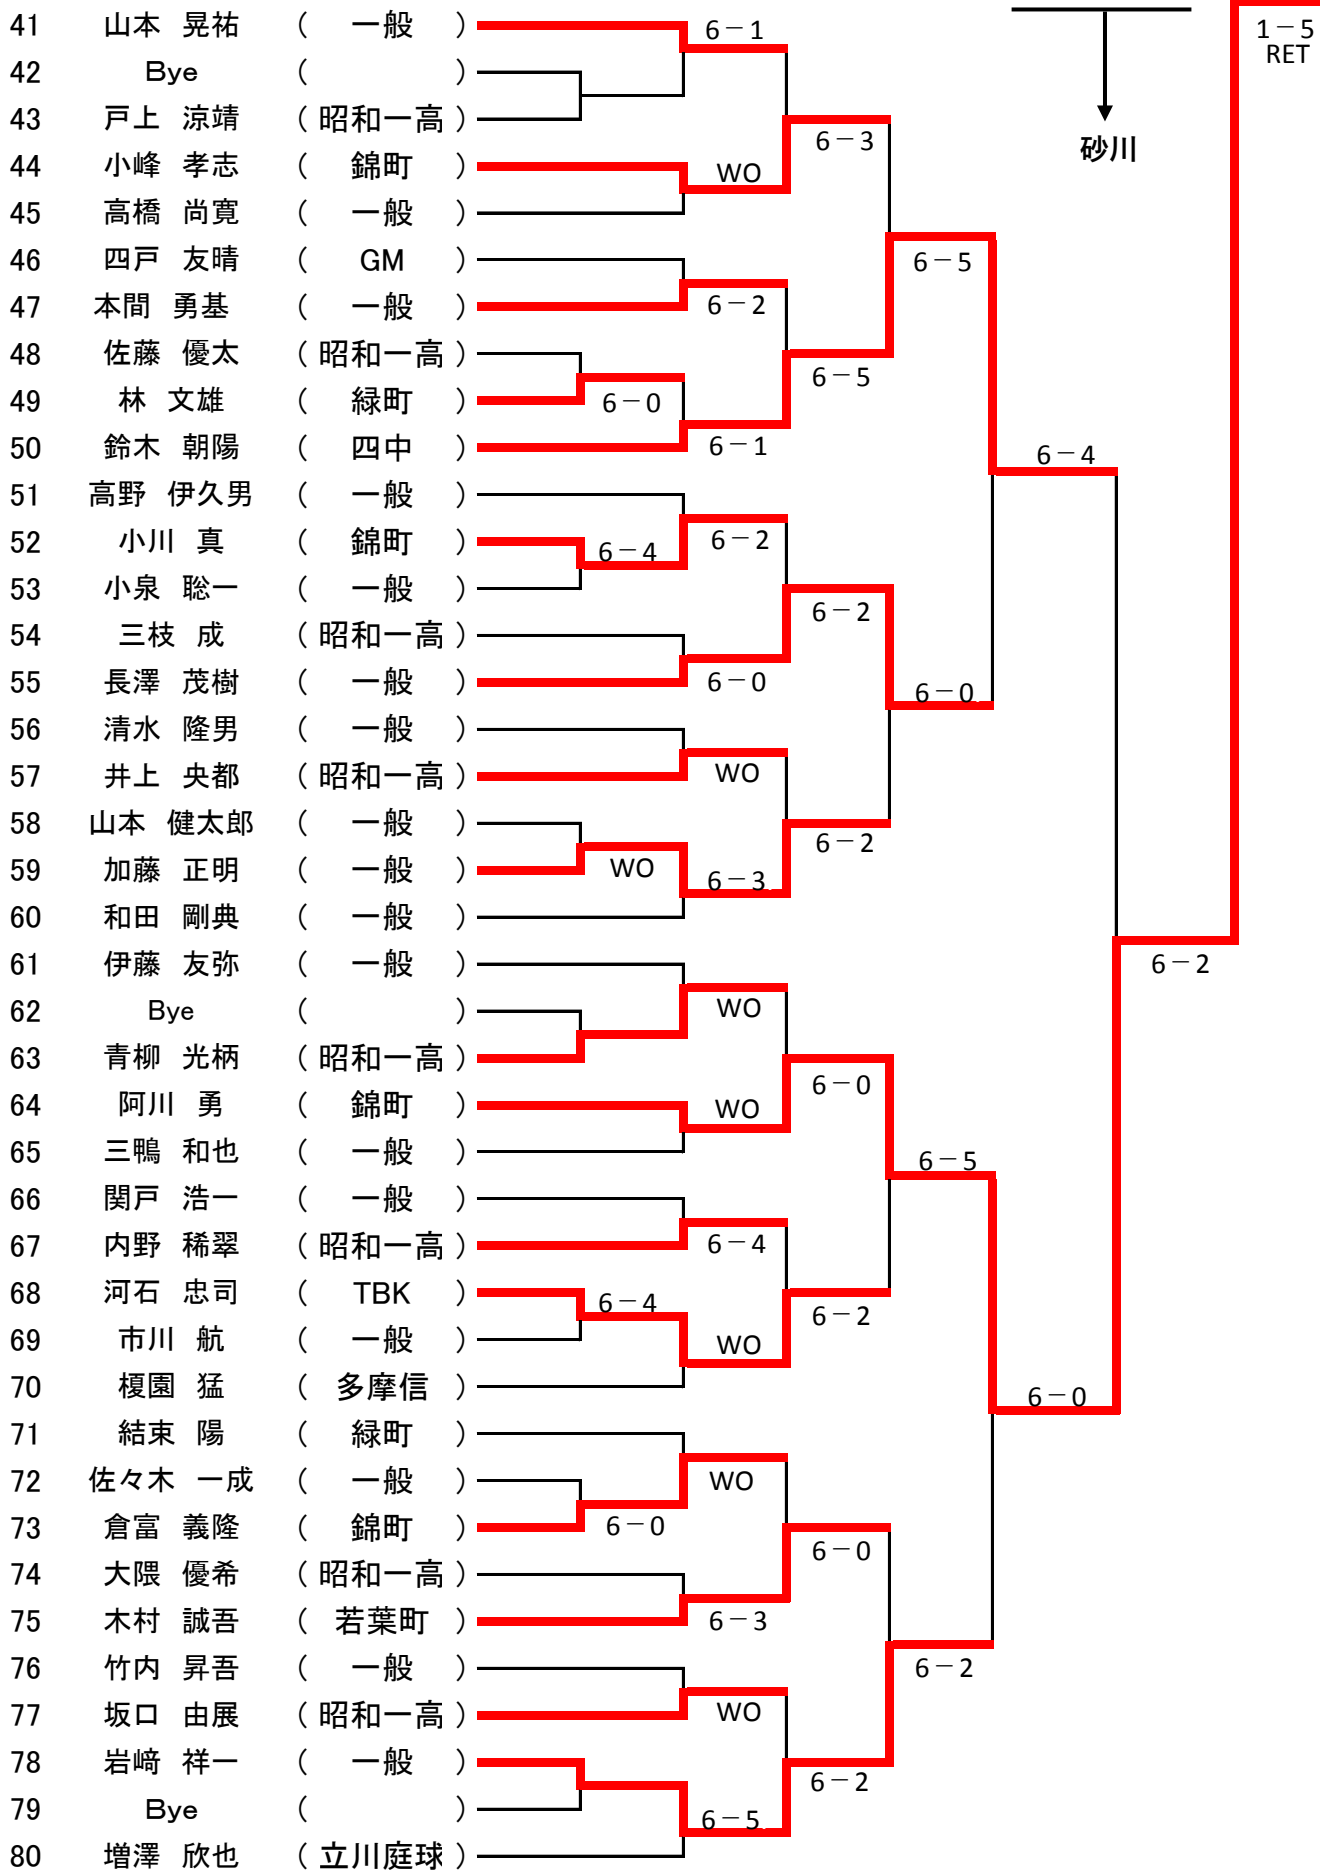 41 山本 晃祐 ( 一般 )
42 Bye ( )
43 戸上 涼靖 ( 昭和一高 )
44 小峰 孝志 ( 錦町 )
45 高橋 尚寛 ( 一般 )
46 四戸 友晴 ( GM )
47 本間 勇基 ( 一般 )
48 佐藤 優太 ( 昭和一高 )
49 林 文雄 ( 緑町 )
50 鈴木 朝陽 ( 四中 )
51 高野 伊久男 ( 一般 )
52 小川 真 ( 錦町 )
53 小泉 聡一 ( 一般 )
54 三枝 成 ( 昭和一高 )
55 長澤 茂樹 ( 一般 )
56 清水 隆男 ( 一般 )
57 井上 央都 ( 昭和一高 )
58 山本 健太郎 ( 一般 )
59 加藤 正明 ( 一般 )
60 和田 剛典 ( 一般 )
61 伊藤 友弥 ( 一般 )
62 Bye ( )
63 青柳 光柄 ( 昭和一高 )
64 阿川 勇 ( 錦町 )
65 三鴨 和也 ( 一般 )
66 関戸 浩一 ( 一般 )
67 内野 稀翠 ( 昭和一高 )
68 河石 忠司 ( TBK )
69 市川 航 ( 一般 )
70 榎園 猛 ( 多摩信 )
71 結束 陽 ( 緑町 )
72 佐々木 一成 ( 一般 )
73 倉富 義隆 ( 錦町 )
74 大隈 優希 ( 昭和一高 )
75 木村 誠吾 ( 若葉町 )
76 竹内 昇吾 ( 一般 )
77 坂口 由展 ( 昭和一高 )
78 岩﨑 祥一 ( 一般 )
79 Bye ( )
80 増澤 欣也 ( 立川庭球 )
6－0
6－4
WO
6－4
6－0
6－1
WO
6－2
6－1
6－2
6－0
WO
6－3
WO
WO
6－4
WO
WO
6－3
WO
6－5
6－3
6－5
6－2
6－2
6－0
6－2
6－0
6－2
6－5
6－0
6－5
6－2
6－4
6－0
6－2
砂川
1－5
RET